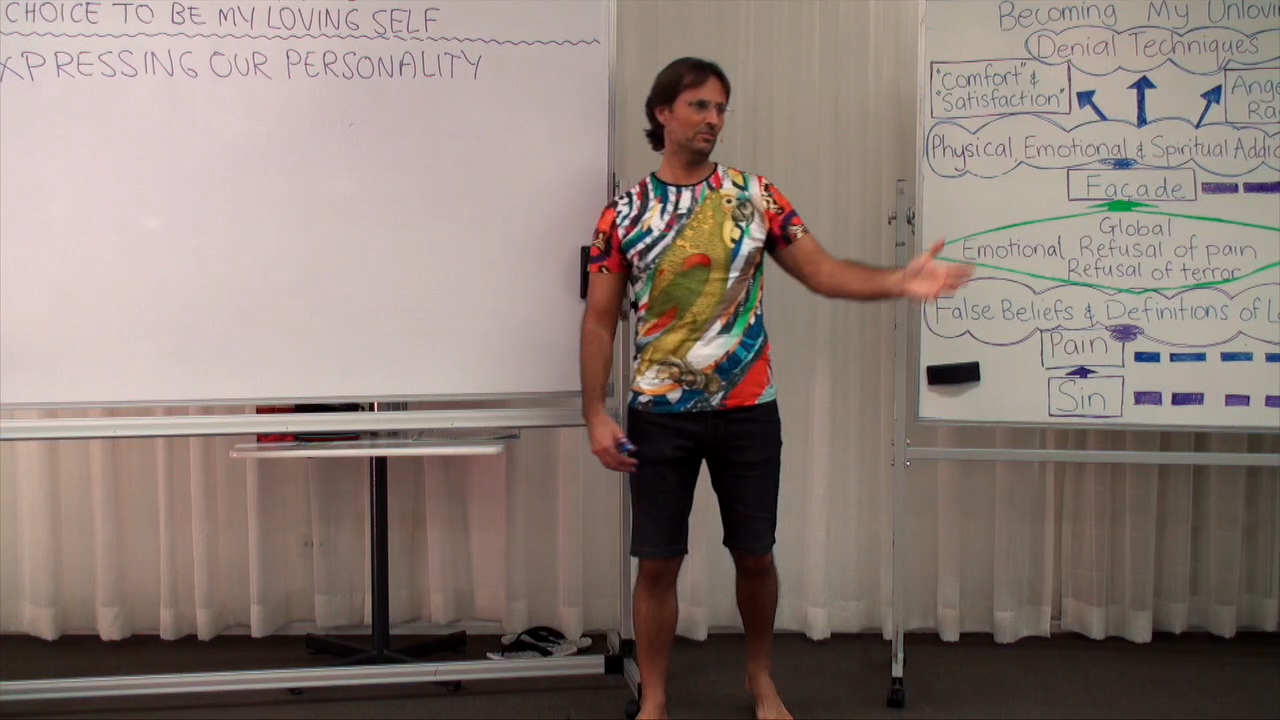 CHOICE TO BE MY LOVING SELF
XPRESSING OUR PERSONALITY
Becoming My Unlovi
Denial Techniques
"Comfort" &
"Satisfaction"
Ange
Ra
Physical, Emotional & Spiritual Addic
Façade
Global
Emotional Refusal of pain
Refusal of terror
False Beliefs & Definitions of L
Pain
Sin